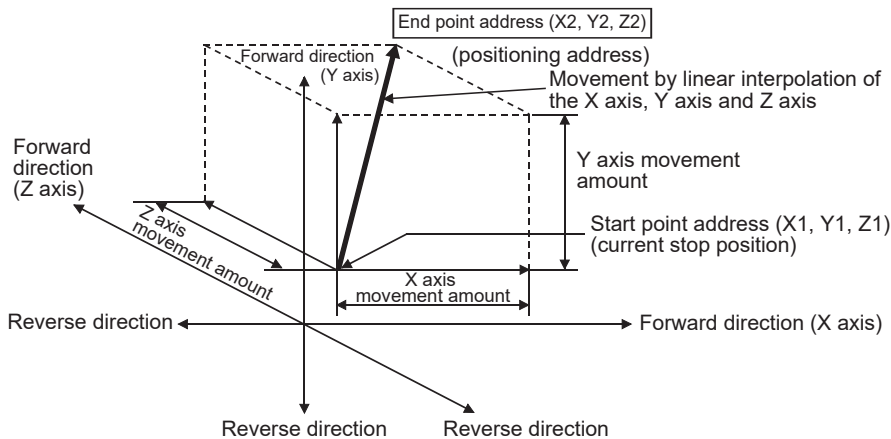 End point address (X2, Y2, Z2)
(positioning address)
Forward direction
(Y axis)
Movement by linear interpolation of
the X axis, Y axis and Z axis
Forward
direction
(Z axis)
Y axis movement
amount
Z axis
movement amount
Start point address (X1, Y1, Z1)
(current stop position)
X axis
movement amount
Reverse direction
Forward direction (X axis)
Reverse direction
Reverse direction